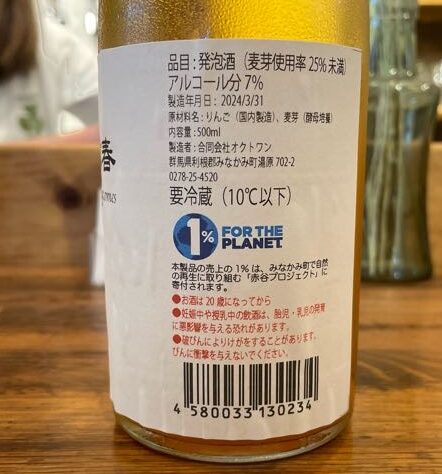 品目：発泡酒（麦芽使用率25%未満）
アルコール分 7%
製造年月日：2024/3/31
原材料名：りんご（国内製造）、麦芽（酵母培養）
内容量：500ml
製造者：合同会社オクトワン
群馬県利根郡みなかみ町湯原 702-2
0278-25-4520
要冷蔵（10℃以下）
1% FOR THE
PLANET
本製品の売上の1%は、みなかみ町で自然
の再生に取り組む「赤谷プロジェクト」に
寄付されます。
●お酒は20歳になってから
●妊娠中や授乳中の飲酒は、胎児・乳児の発育
に悪影響を与える恐れがあります。
●破びんによりけがをすることがあります。
びんに衝撃を与えないでください。
4 580033 130234
春